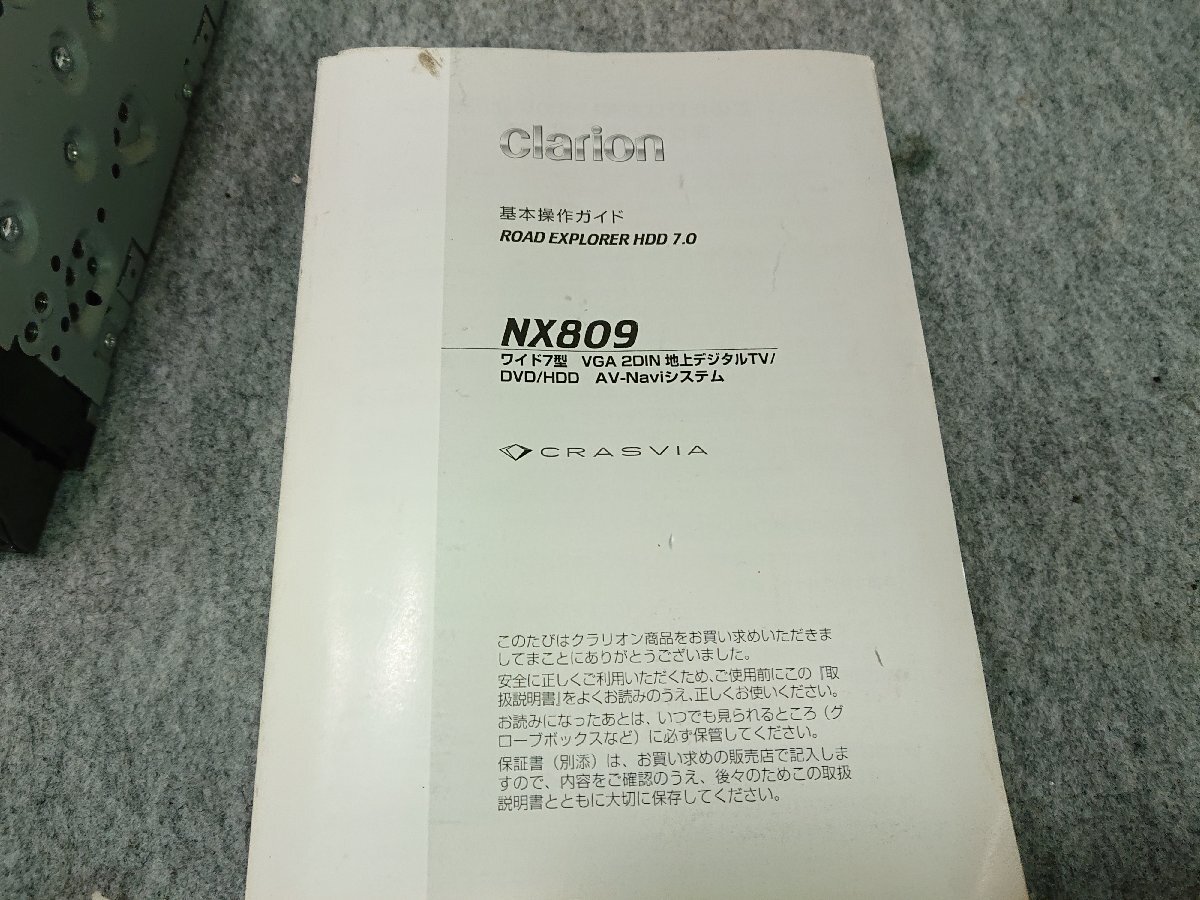 clarion
基本操作ガイド
ROAD EXPLORER HDD 7.0
NX809
ワイド7型 VGA 2DIN 地上デジタルTV/
DVD/HDD AV-Naviシステム
CRASVIA
このたびはクラリオン商品をお買い求めいただきま
してまことにありがとうございました。
安全に正しくご利用いただくため、ご使用前にこの『取
扱説明書』をよくお読みのうえ、正しくお使いください。
お読みになったあとは、いつでも見られるところ（グ
ローブボックスなど）に必ず保管してください。
保証書（別添）は、お買い求めの販売店で記入しま
すので、内容をご確認のうえ、後々のためこの取扱
説明書とともに大切に保存してください。